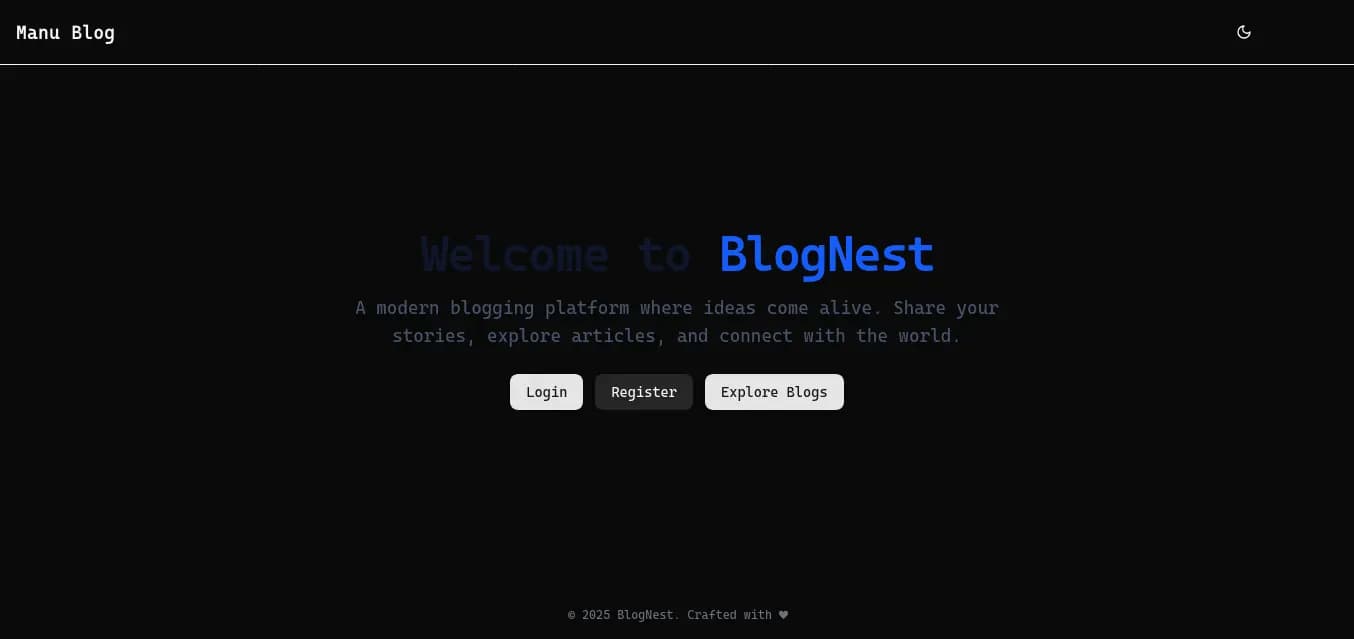 Manu Blog
Welcome to BlogNest
A modern blogging platform where ideas come alive. Share your
stories, explore articles, and connect with the world.
Login Register Explore Blogs
© 2025 BlogNest. Crafted with ♥